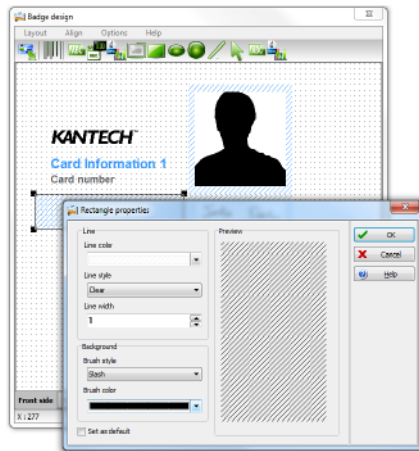 Badge design
Layout Align Options Help
KANTECH
Card Information 1
Card number
Rectangle properties
Line
Line color
Line style
Clear
Line width
1
Background
Brush style
Slash
Brush color
Set as default
Preview
OK
Cancel
Help
Front side
X : 277